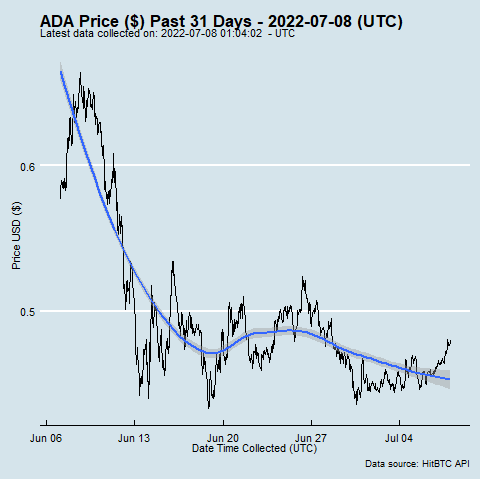 ADA Price ($) Past 31 Days - 2022-07-08 (UTC)
Latest data collected on: 2022-07-08 01:04:02 - UTC
Price USD ($)
0.6
0.5
Jun 06 Jun 13 Jun 20 Jun 27 Jul 04
Date Time Collected (UTC)
Data source: HitBTC API